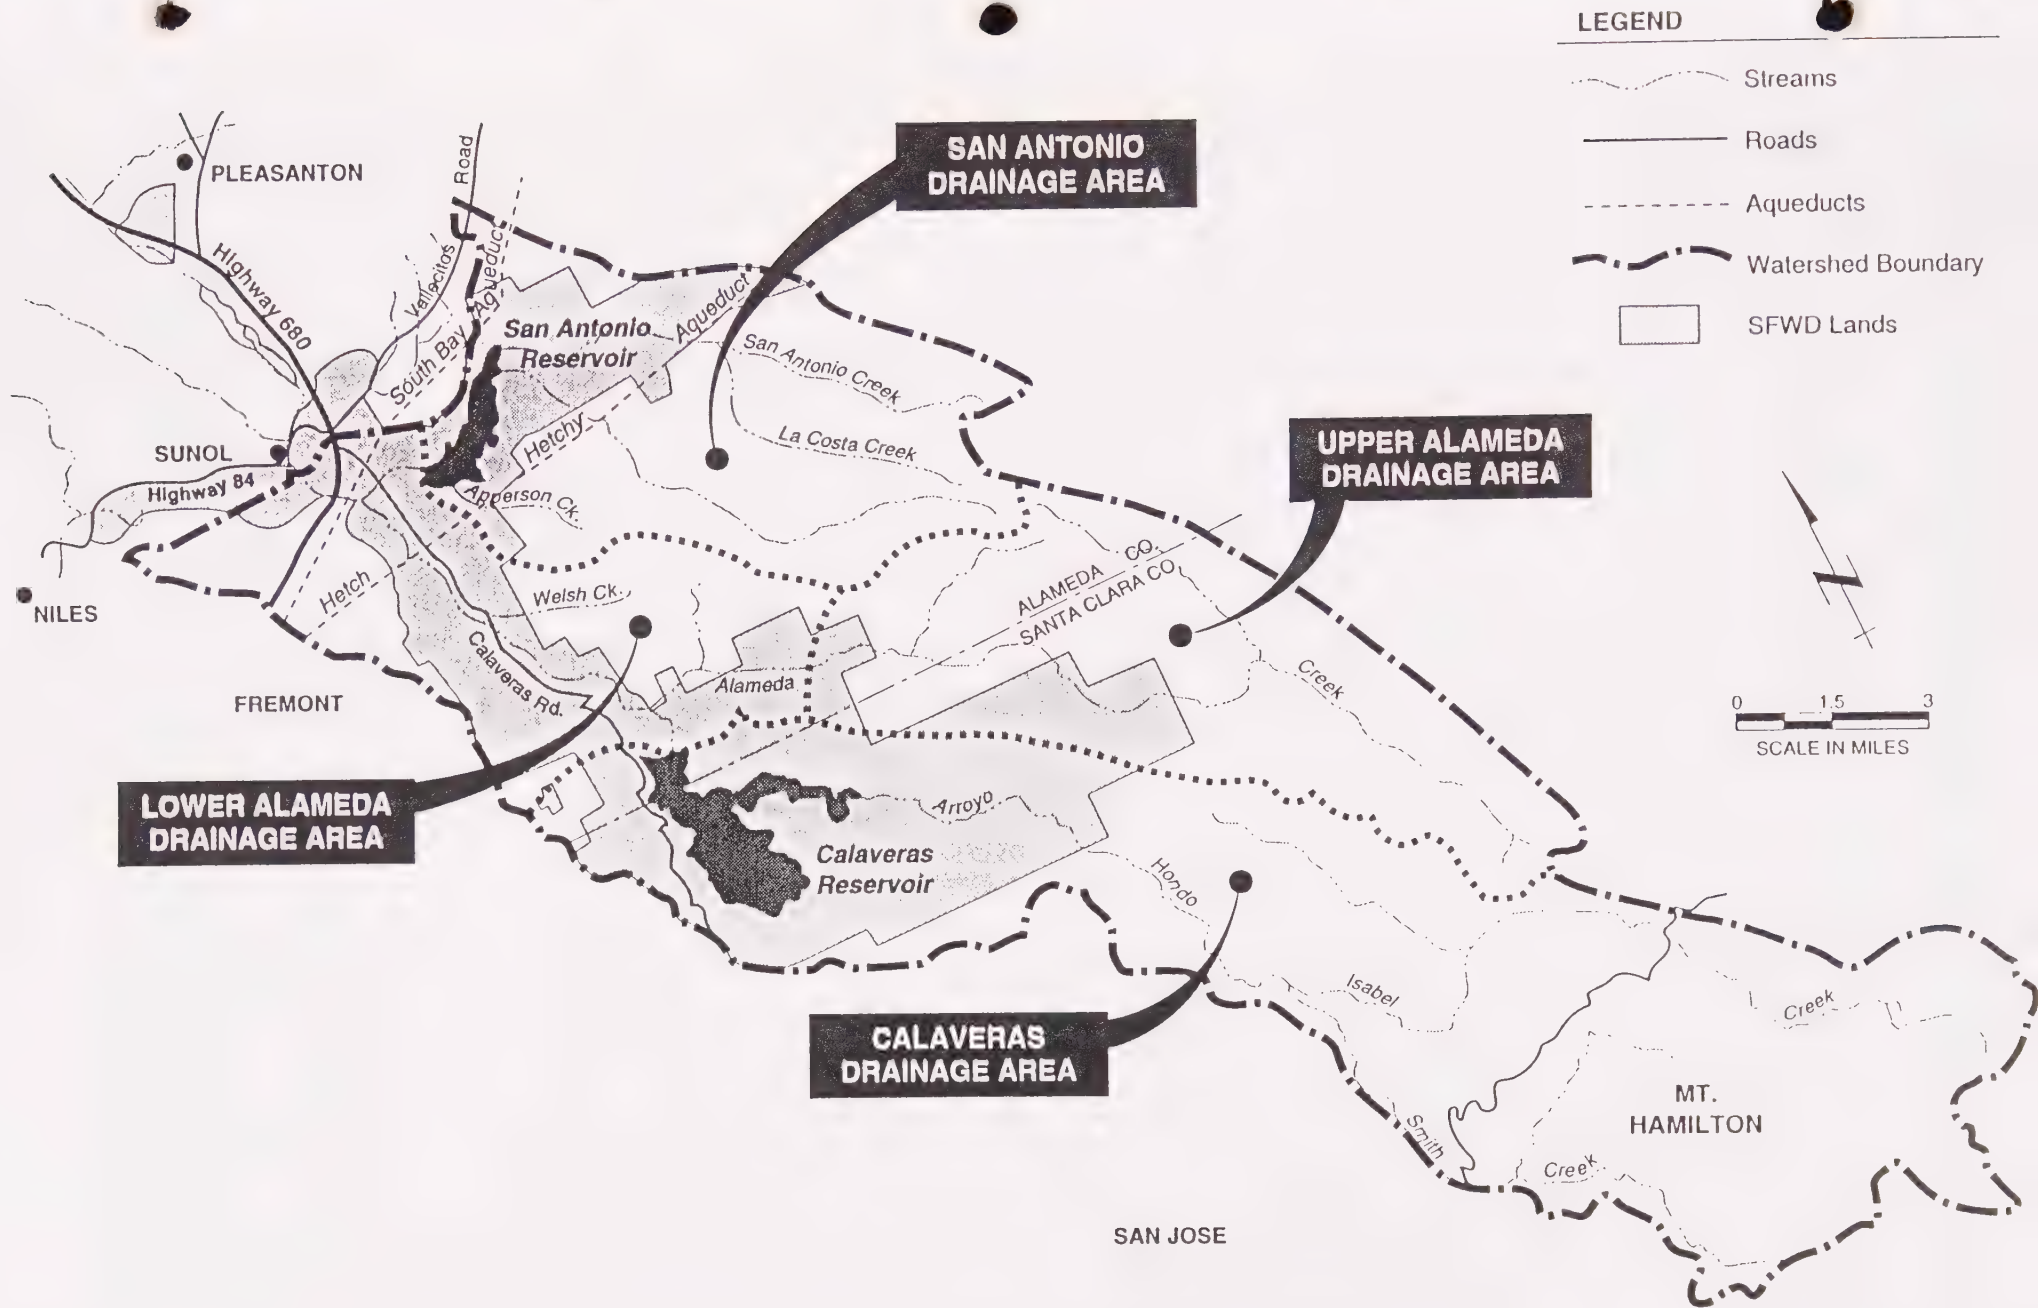 LEGEND
Streams
Roads
Aqueducts
Watershed Boundary
SFWD Lands
SAN ANTONIO
DRAINAGE AREA
PLEASANTON
Road
Vallecitos
Highway 680
South Bay Aqueduct
San Antonio
Reservoir
Aqueduct
Hetchy
San Antonio Creek
La Costa Creek
UPPER ALAMEDA
DRAINAGE AREA
SUNOL
Highway 84
Apperson Ck.
ALAMEDA CO.
SANTA CLARA CO.
NILES
Hetch
Welsh Ck.
Calaveras Rd.
Alameda
Creek
FREMONT
0 1.5 3
SCALE IN MILES
LOWER ALAMEDA
DRAINAGE AREA
Arroyo
Hondo
Calaveras
Reservoir
Isabel
Creek
CALAVERAS
DRAINAGE AREA
MT.
HAMILTON
Smith
Creek
SAN JOSE